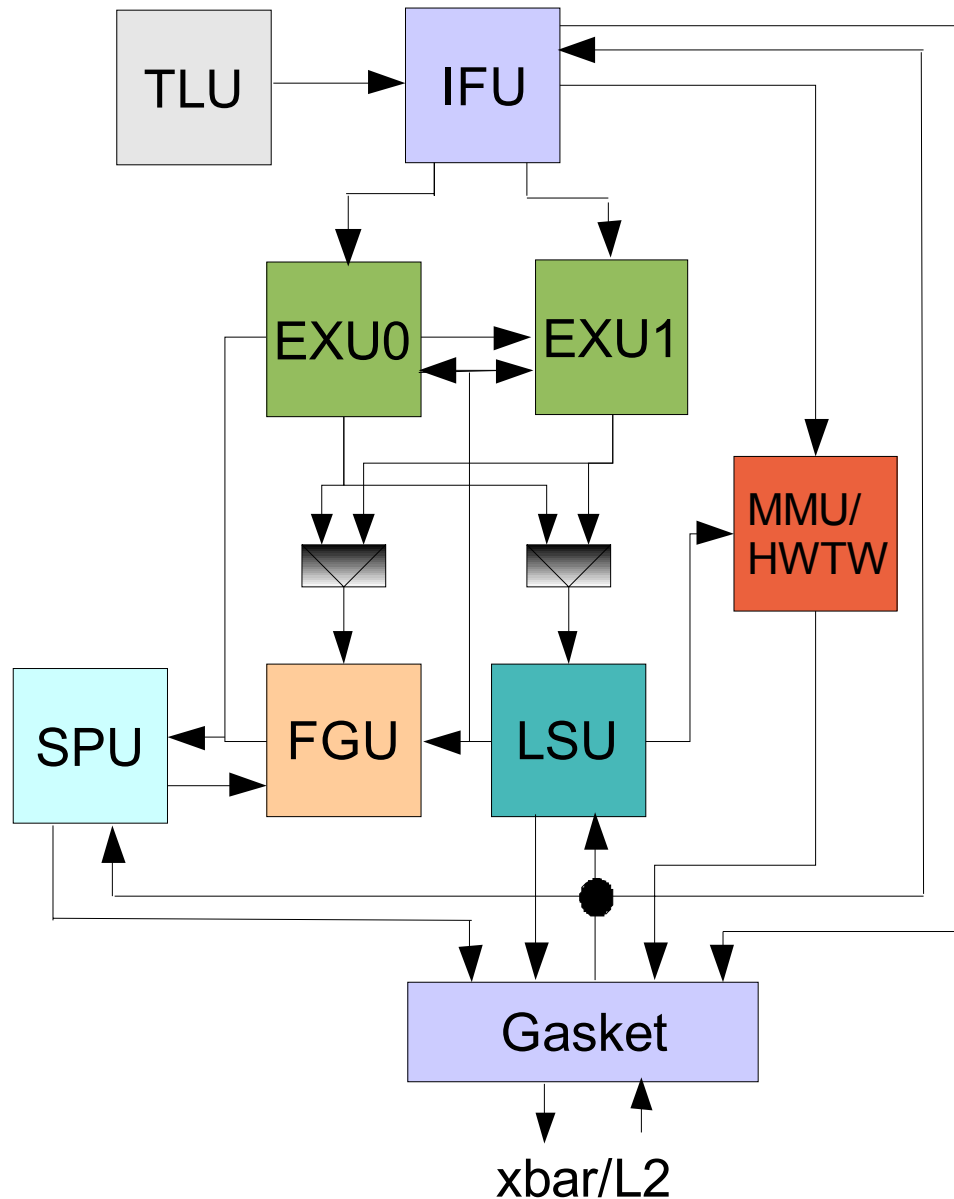 TLU
IFU
EXU0
EXU1
MMU/
HWTW
SPU
FGU
LSU
Gasket
xbar/L2